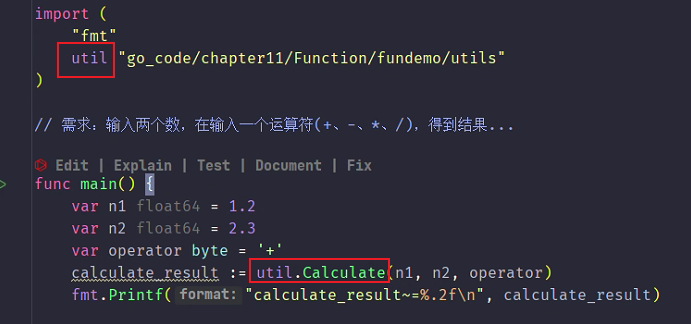 import (
"fmt"
util "go_code/chapter11/Function/fundemo/utils"
)
// 需求：输入两个数，在输入一个运算符(+、-、*、/)，得到结果...
Edit | Explain | Test | Document | Fix
func main() {
var n1 float64 = 1.2
var n2 float64 = 2.3
var operator byte = '+'
calculate_result := util.Calculate(n1, n2, operator)
fmt.Printf( format: "calculate_result~=%.2f\n", calculate_result)